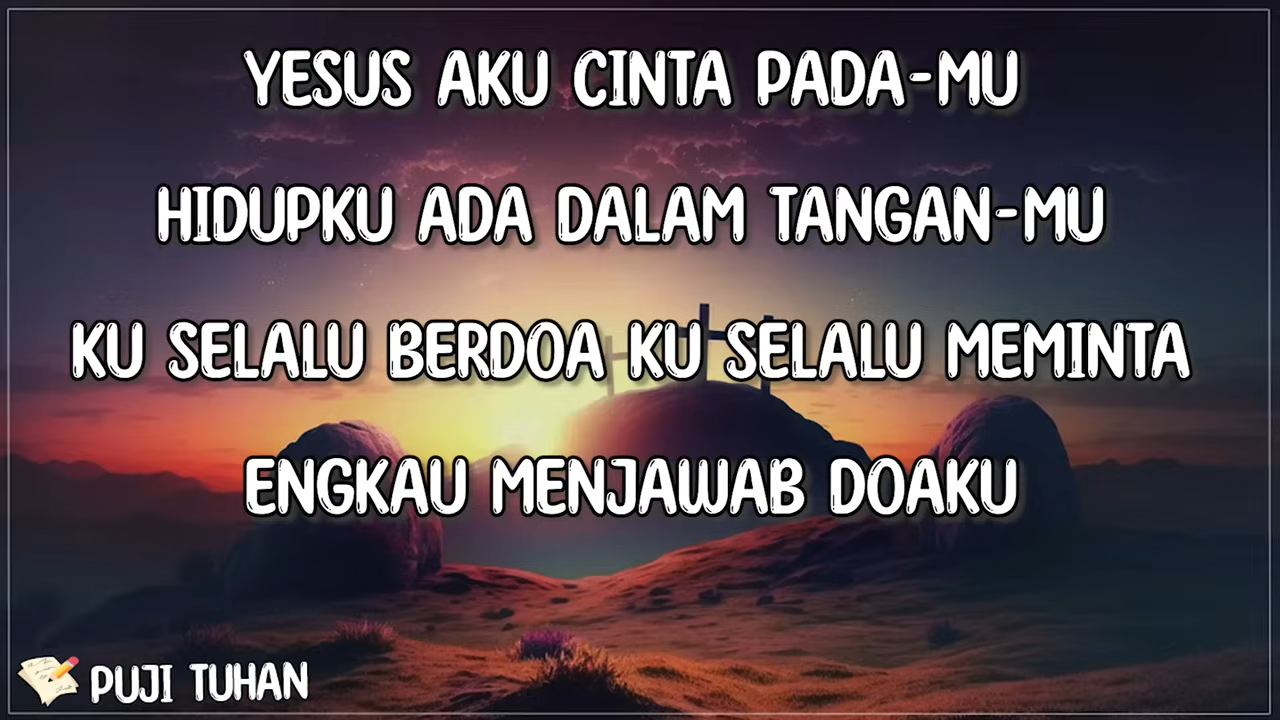 YESUS AKU CINTA PADA-MU
HIDUPKU ADA DALAM TANGAN-MU
KU SELALU BERDOA KU SELALU MEMINTA
ENGKAU MENJAWAB DOAKU
PUJI TUHAN